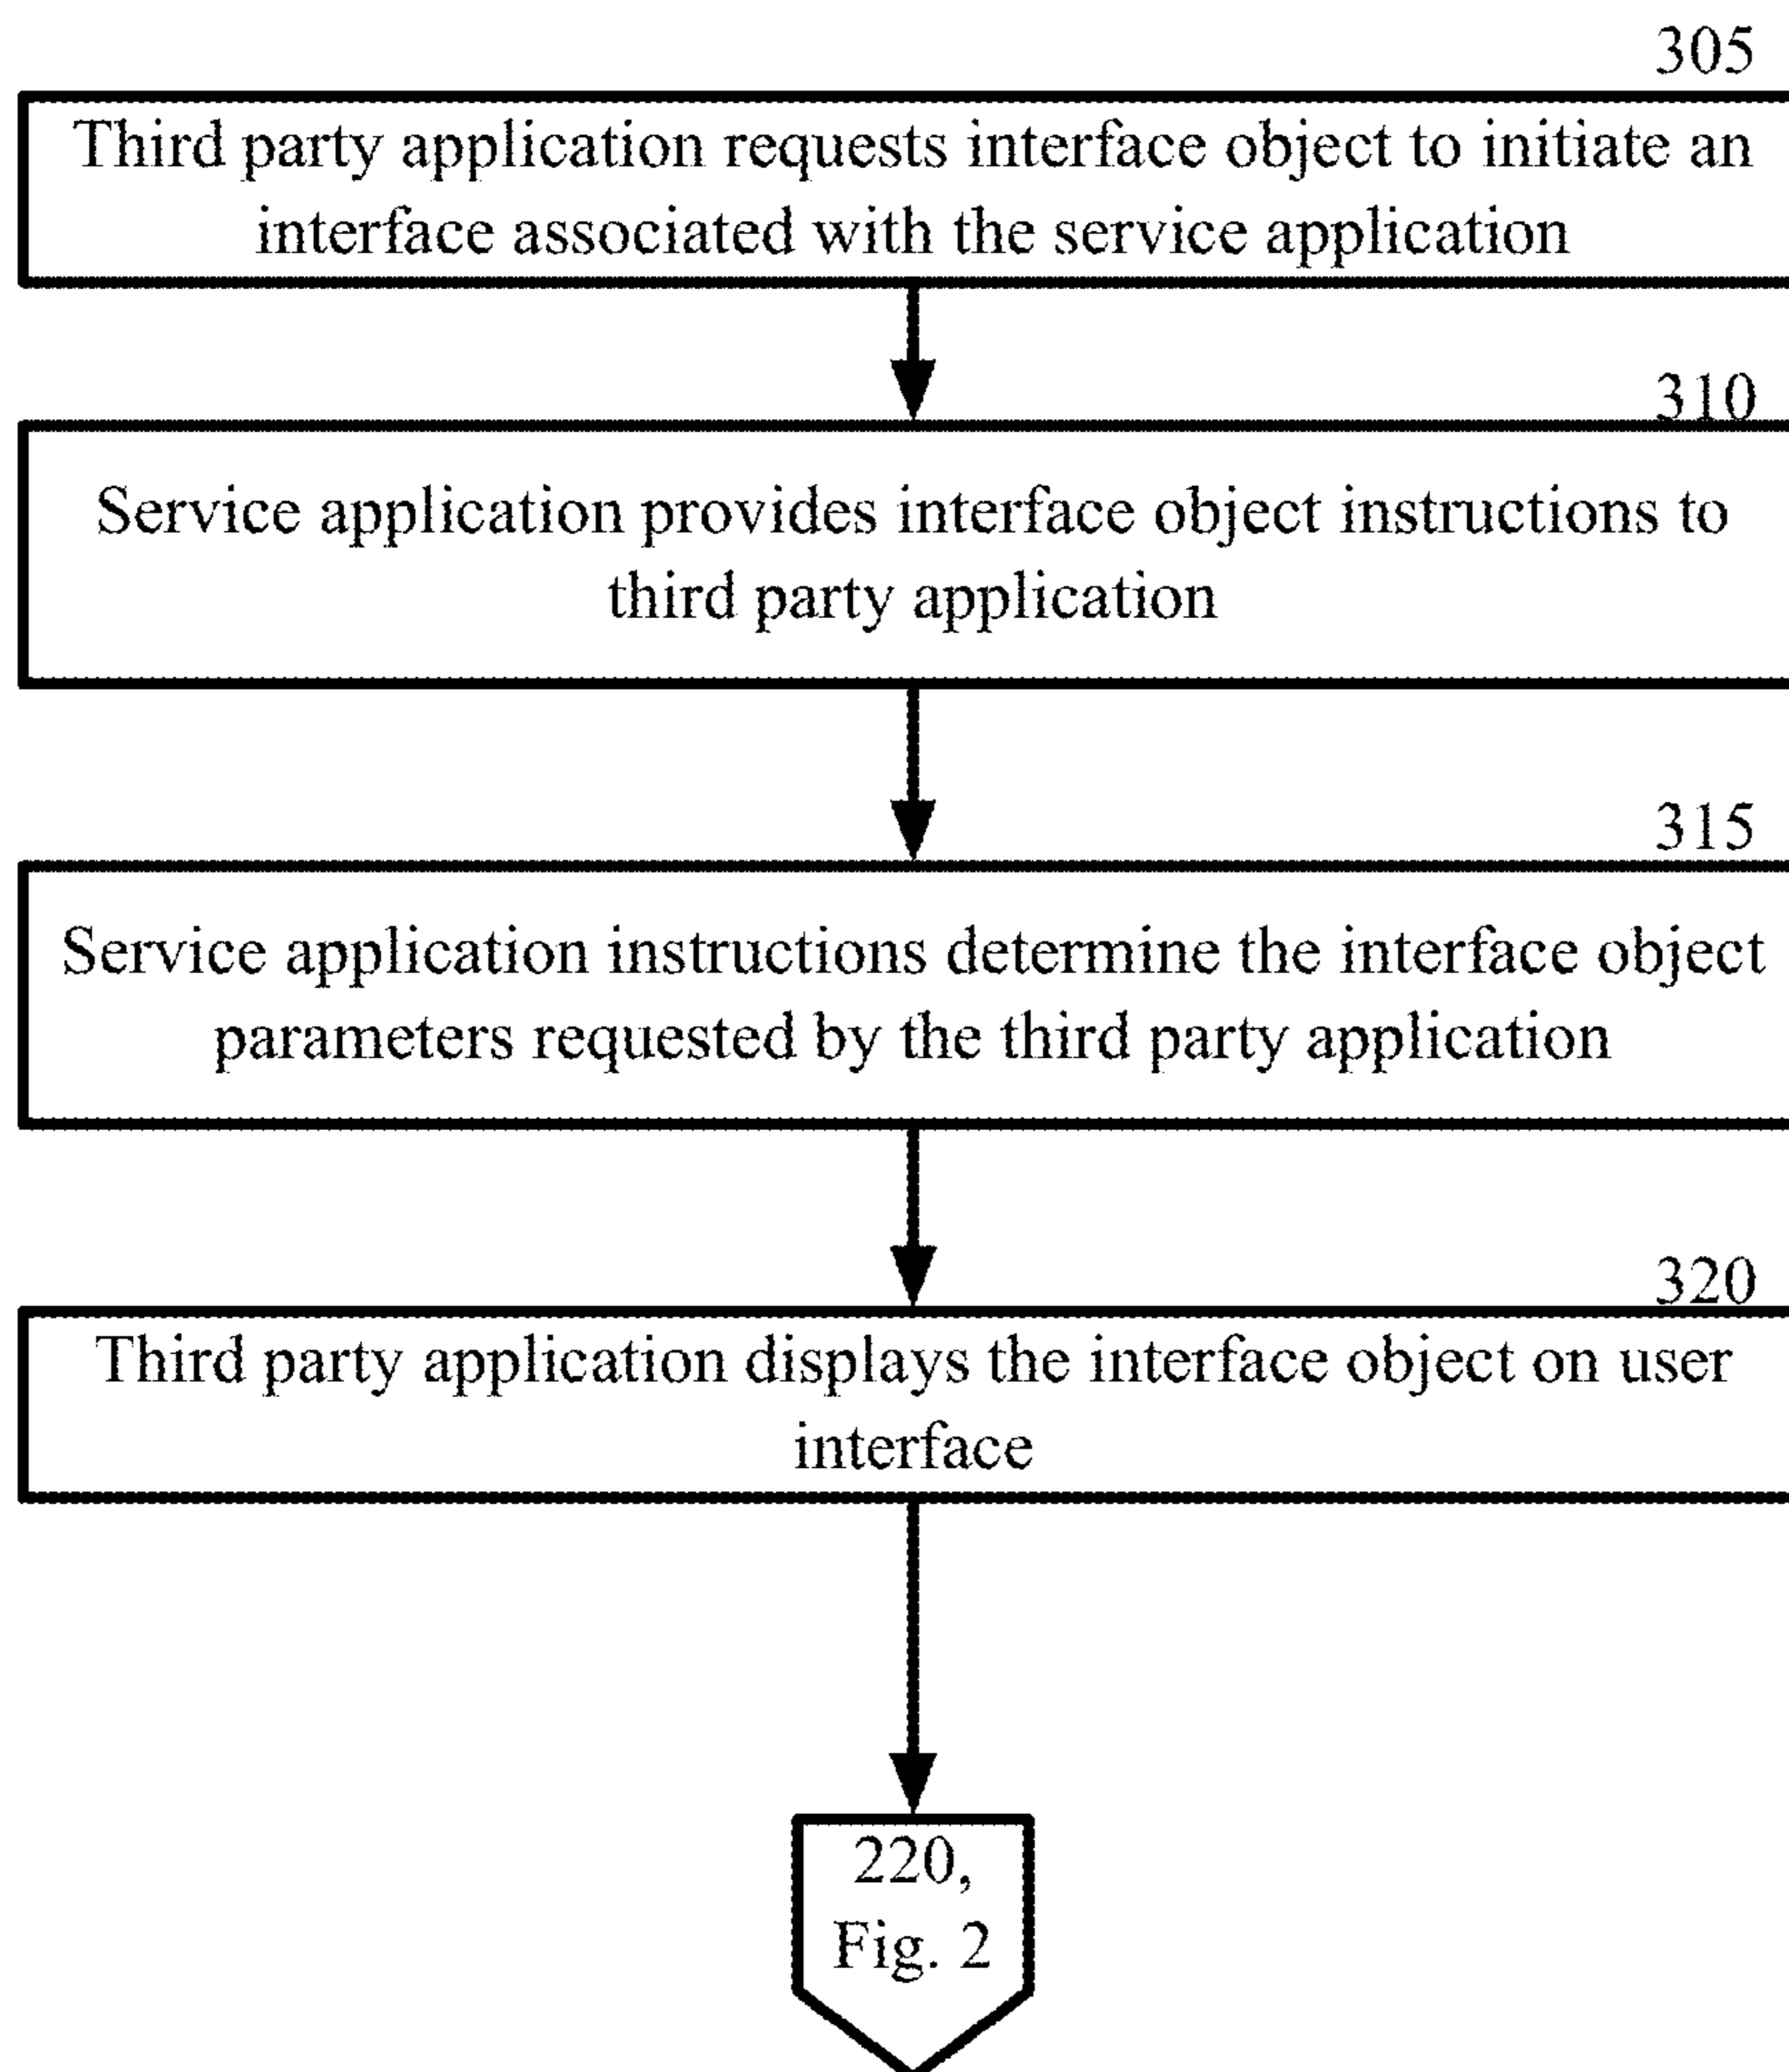 305
Third party application requests interface object to initiate an
interface associated with the service application
310
Service application provides interface object instructions to
third party application
315
Service application instructions determine the interface object
parameters requested by the third party application
320
Third party application displays the interface object on user
interface
220,
Fig. 2